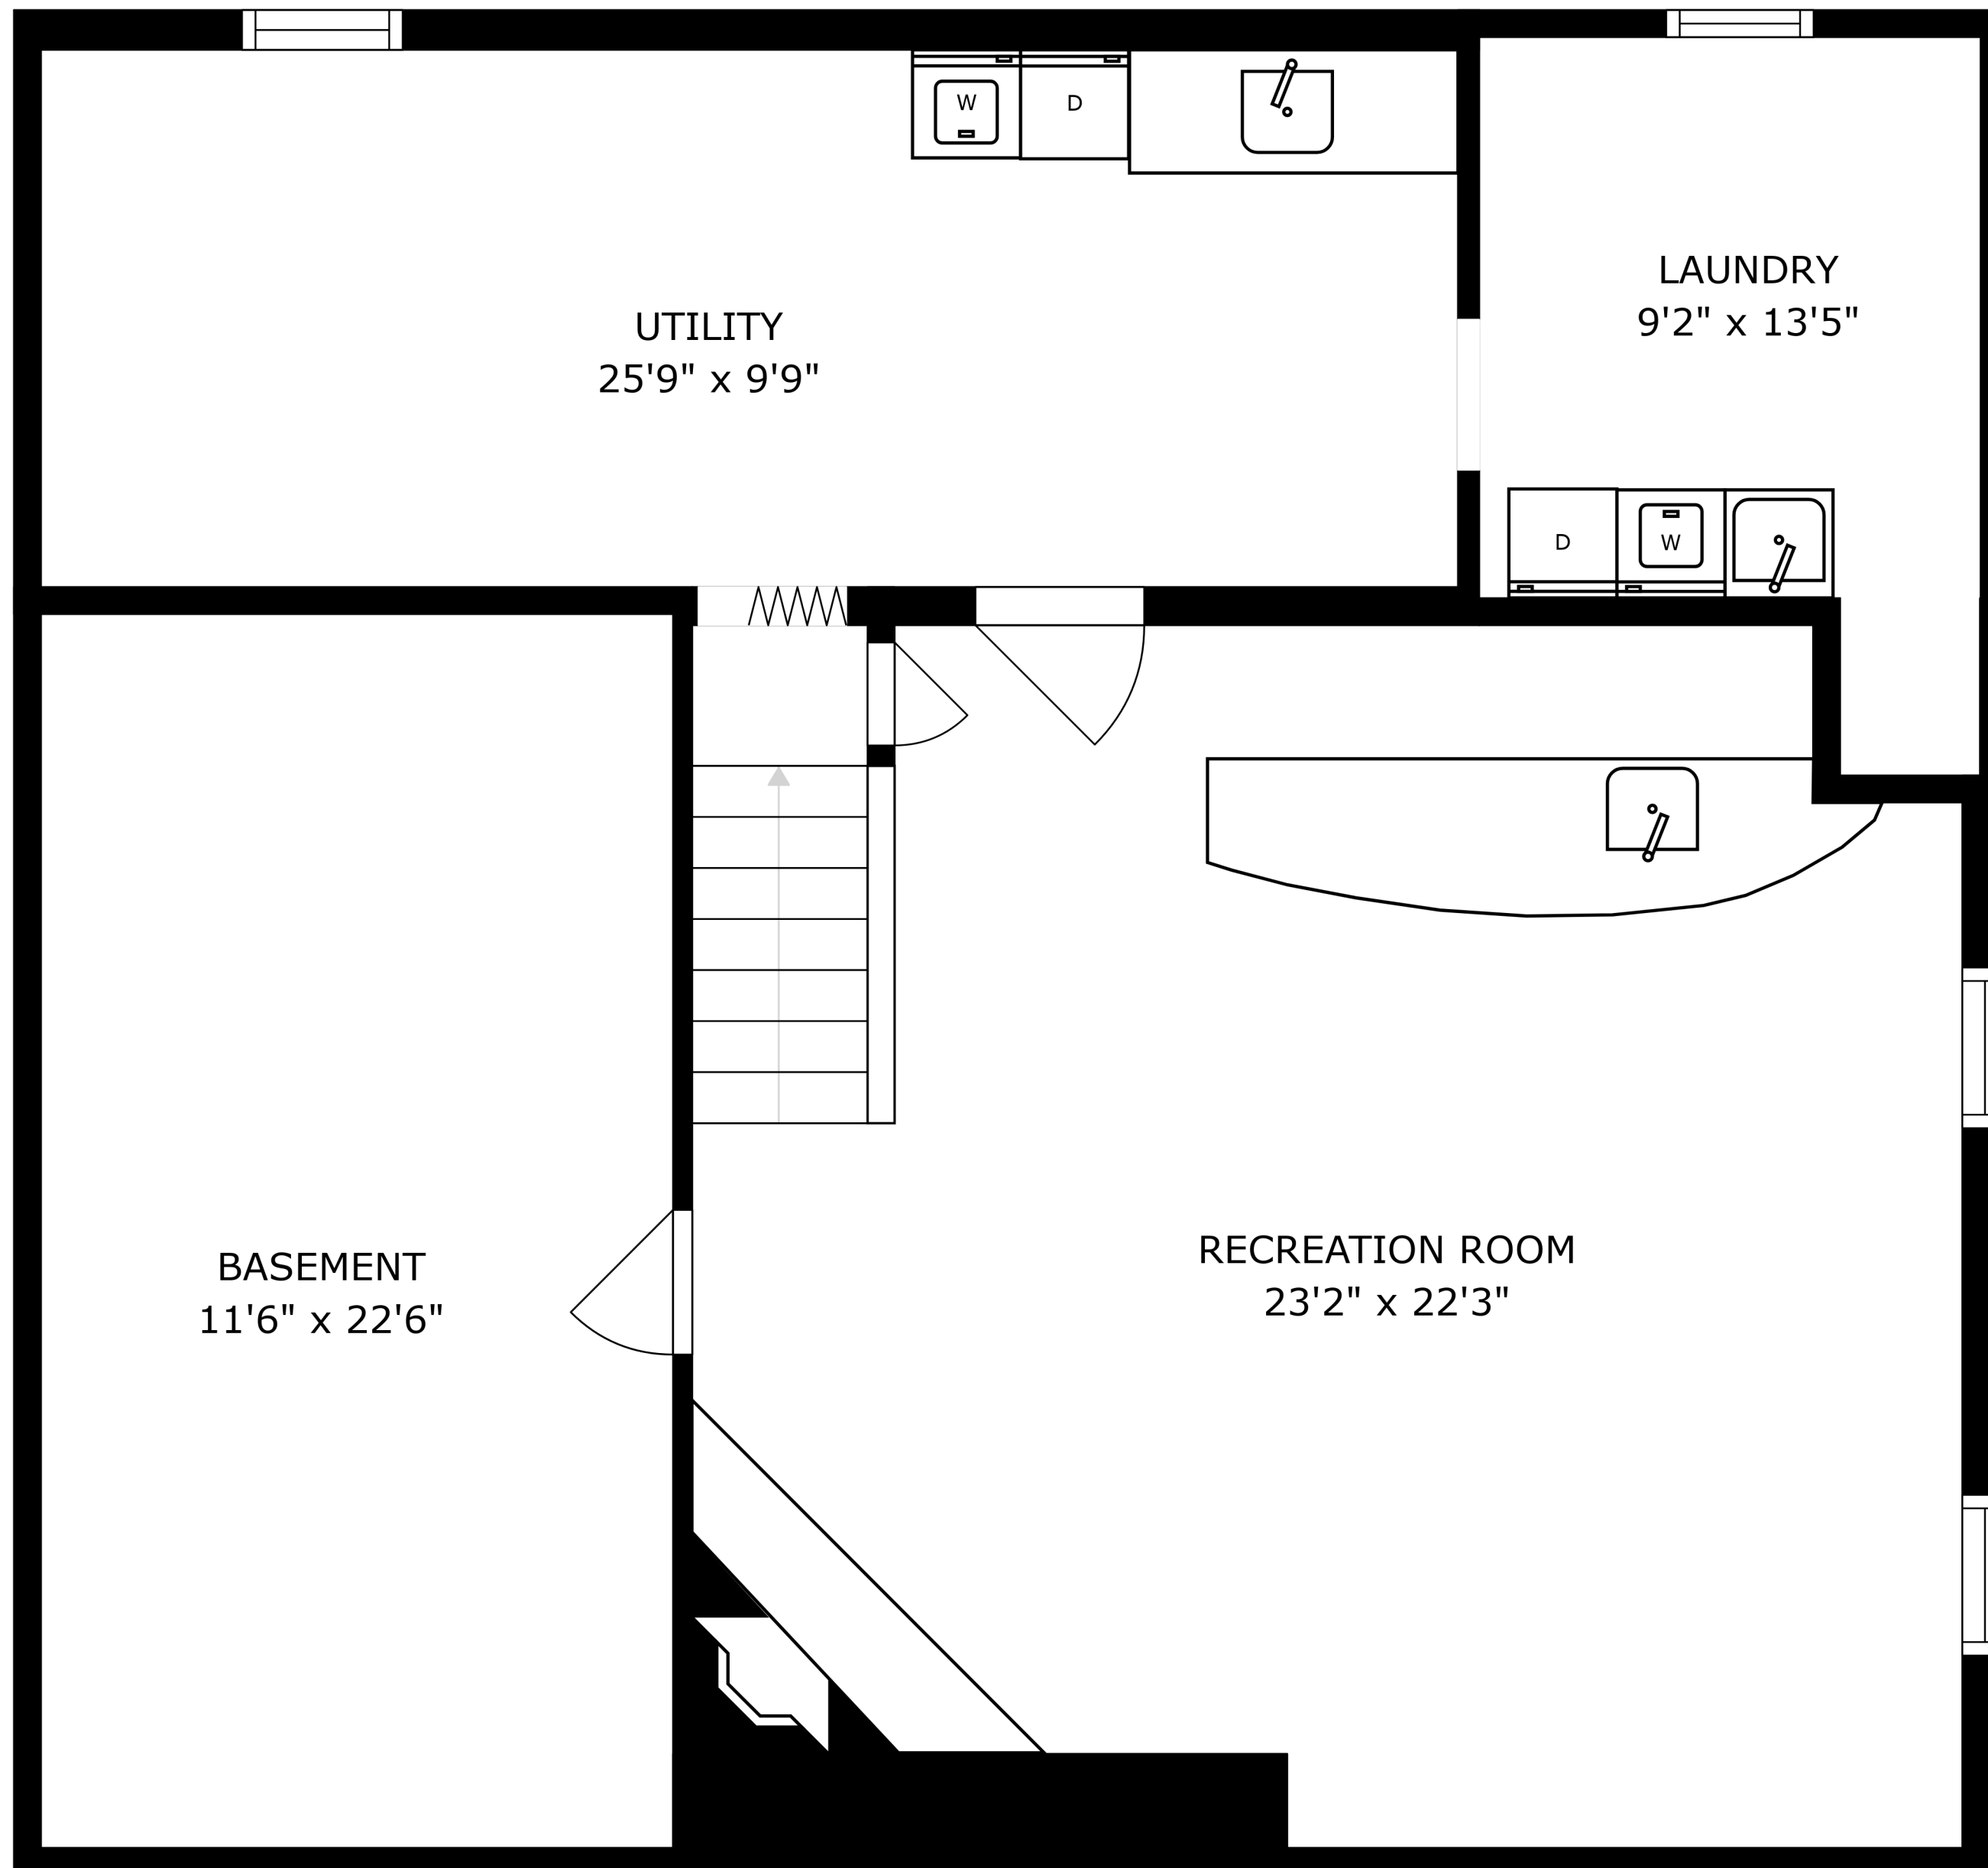 W
D
LAUNDRY
9'2" x 13'5"
UTILITY
25'9" x 9'9"
D
W
RECREATION ROOM
23'2" x 22'3"
BASEMENT
11'6" x 22'6"